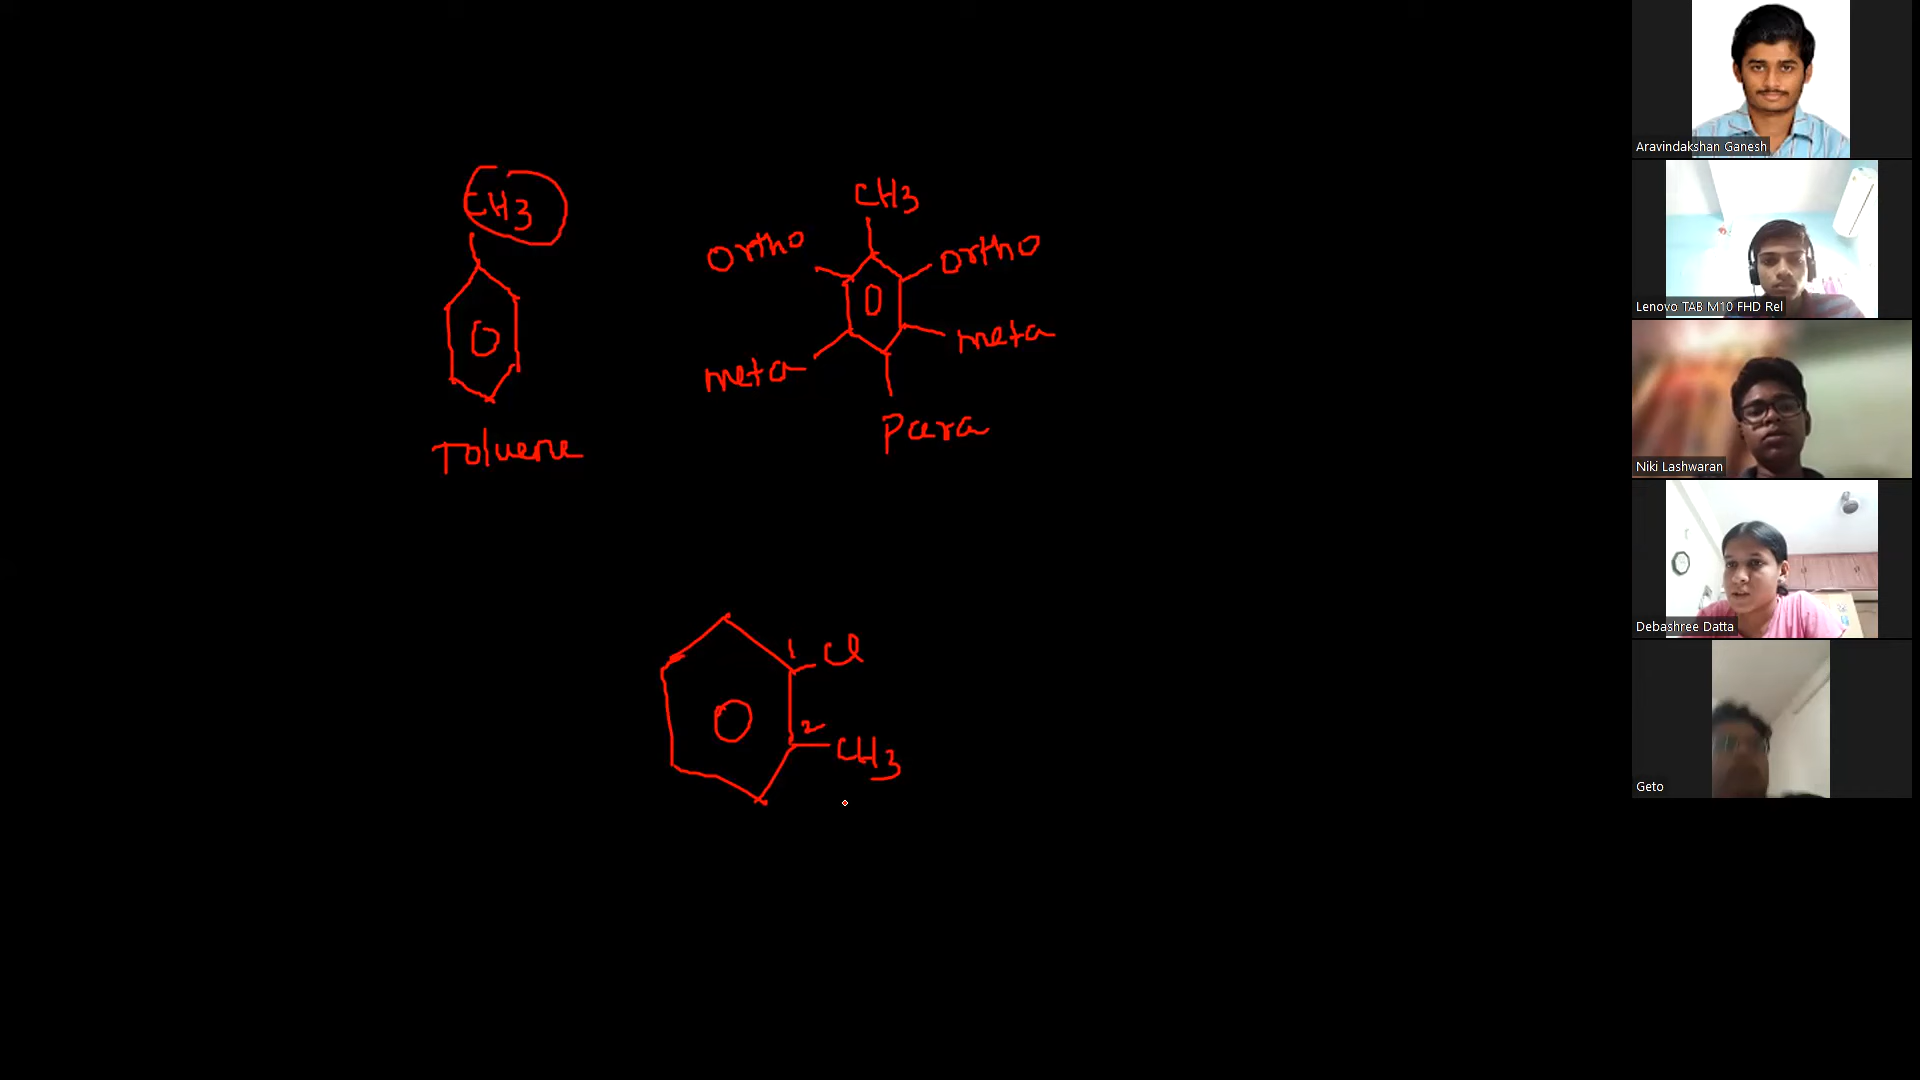 CH3
Toluene
CH3
Ortho
Ortho
meta
meta
Para
1
Cl
2
CH3
Aravindakshan Ganesh
Lenovo TAB M10 FHD Rel
Niki Lashwaran
Debashree Datta
Geto